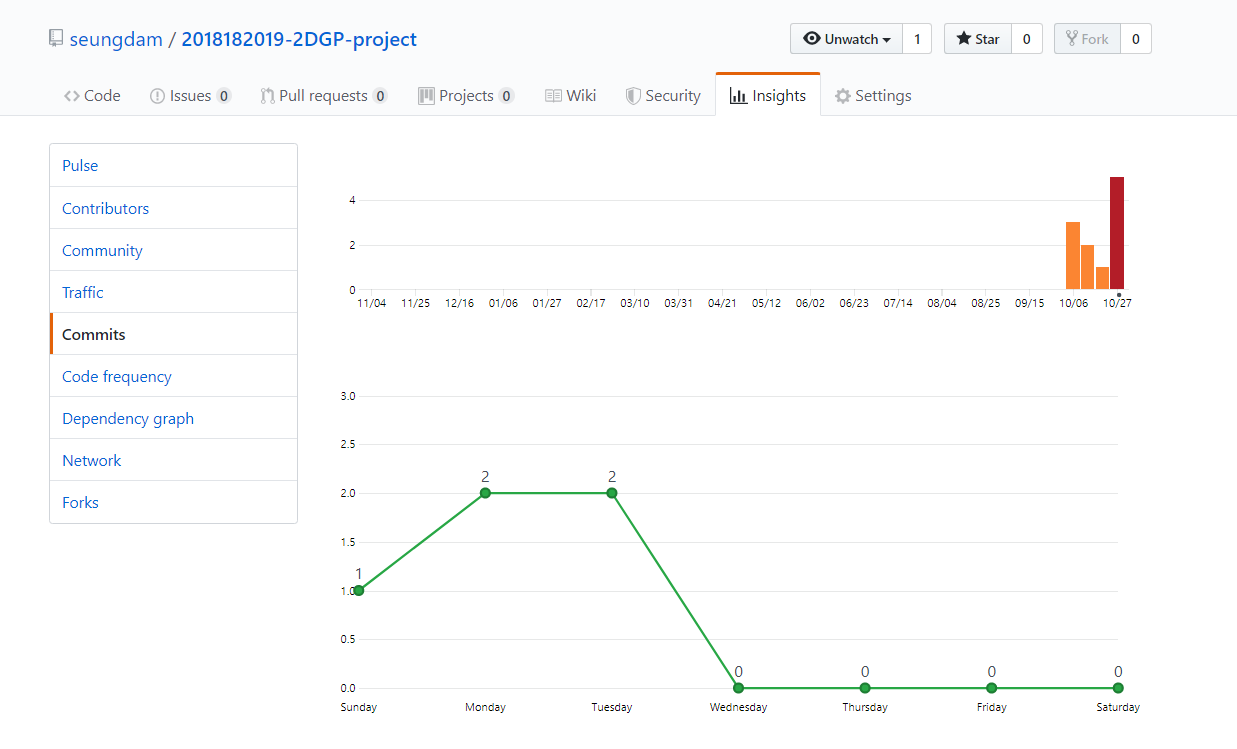 seungdam / 2018182019-2DGP-project
Unwatch 1 Star 0 Fork 0
Code Issues 0 Pull requests 0 Projects 0 Wiki Security Insights Settings
Pulse
Contributors
Community
Traffic
Commits
Code frequency
Dependency graph
Network
Forks
4
2
0
11/04 11/25 12/16 01/06 01/27 02/17 03/10 03/31 04/21 05/12 06/02 06/23 07/14 08/04 08/25 09/15 10/06 10/27
3.0
2.5
2 2
2.0
1.5
1
1.0
0.5
0 0 0 0
0.0
Sunday Monday Tuesday Wednesday Thursday Friday Saturday